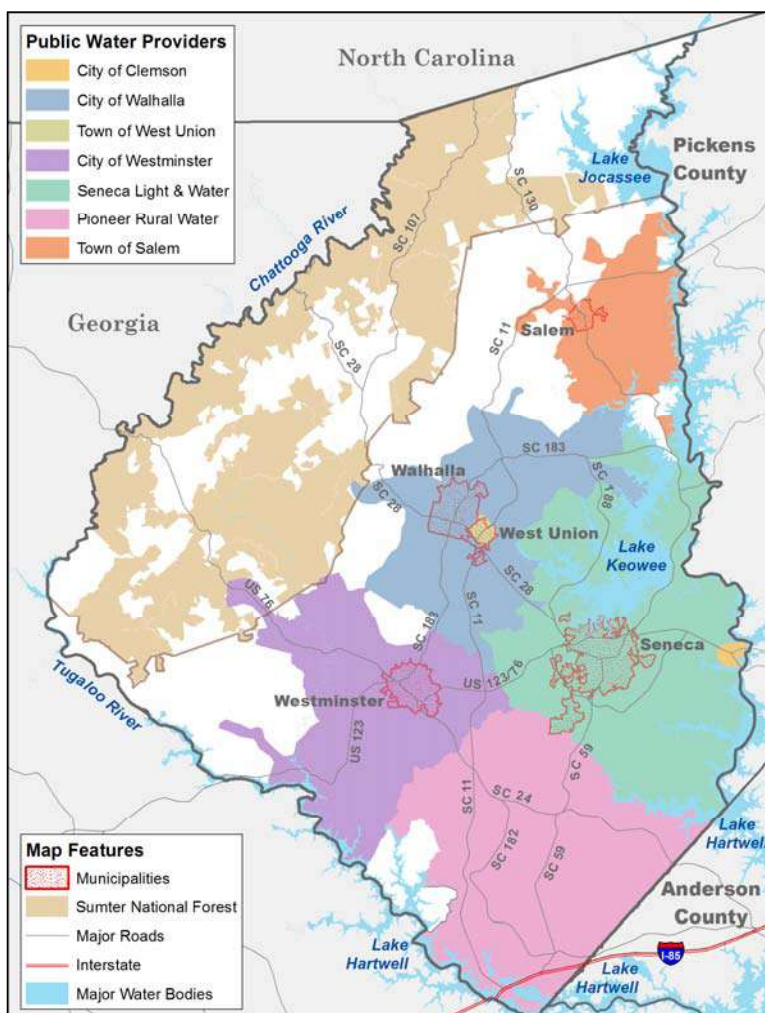 Public Water Providers
City of Clemson
City of Walhalla
Town of West Union
City of Westminster
Seneca Light & Water
Pioneer Rural Water
Town of Salem
North Carolina
Pickens
County
Lake
Jocassee
SC 130
SC 107
Chattooga River
Georgia
SC 28
SC 11
Salem
SC 183
Walhalla
SC 188
SC 28
West Union
Lake
Keowee
SC 28
US 76
SC 183
SC 11
Seneca
US 123/76
Westminster
Tugaloo River
US 123
SC 59
SC 11
SC 24
SC 182
SC 59
Lake
Hartwell
Anderson
County
I-85
Lake
Hartwell
Lake
Hartwell
Map Features
Municipalities
Sumter National Forest
Major Roads
Interstate
Major Water Bodies